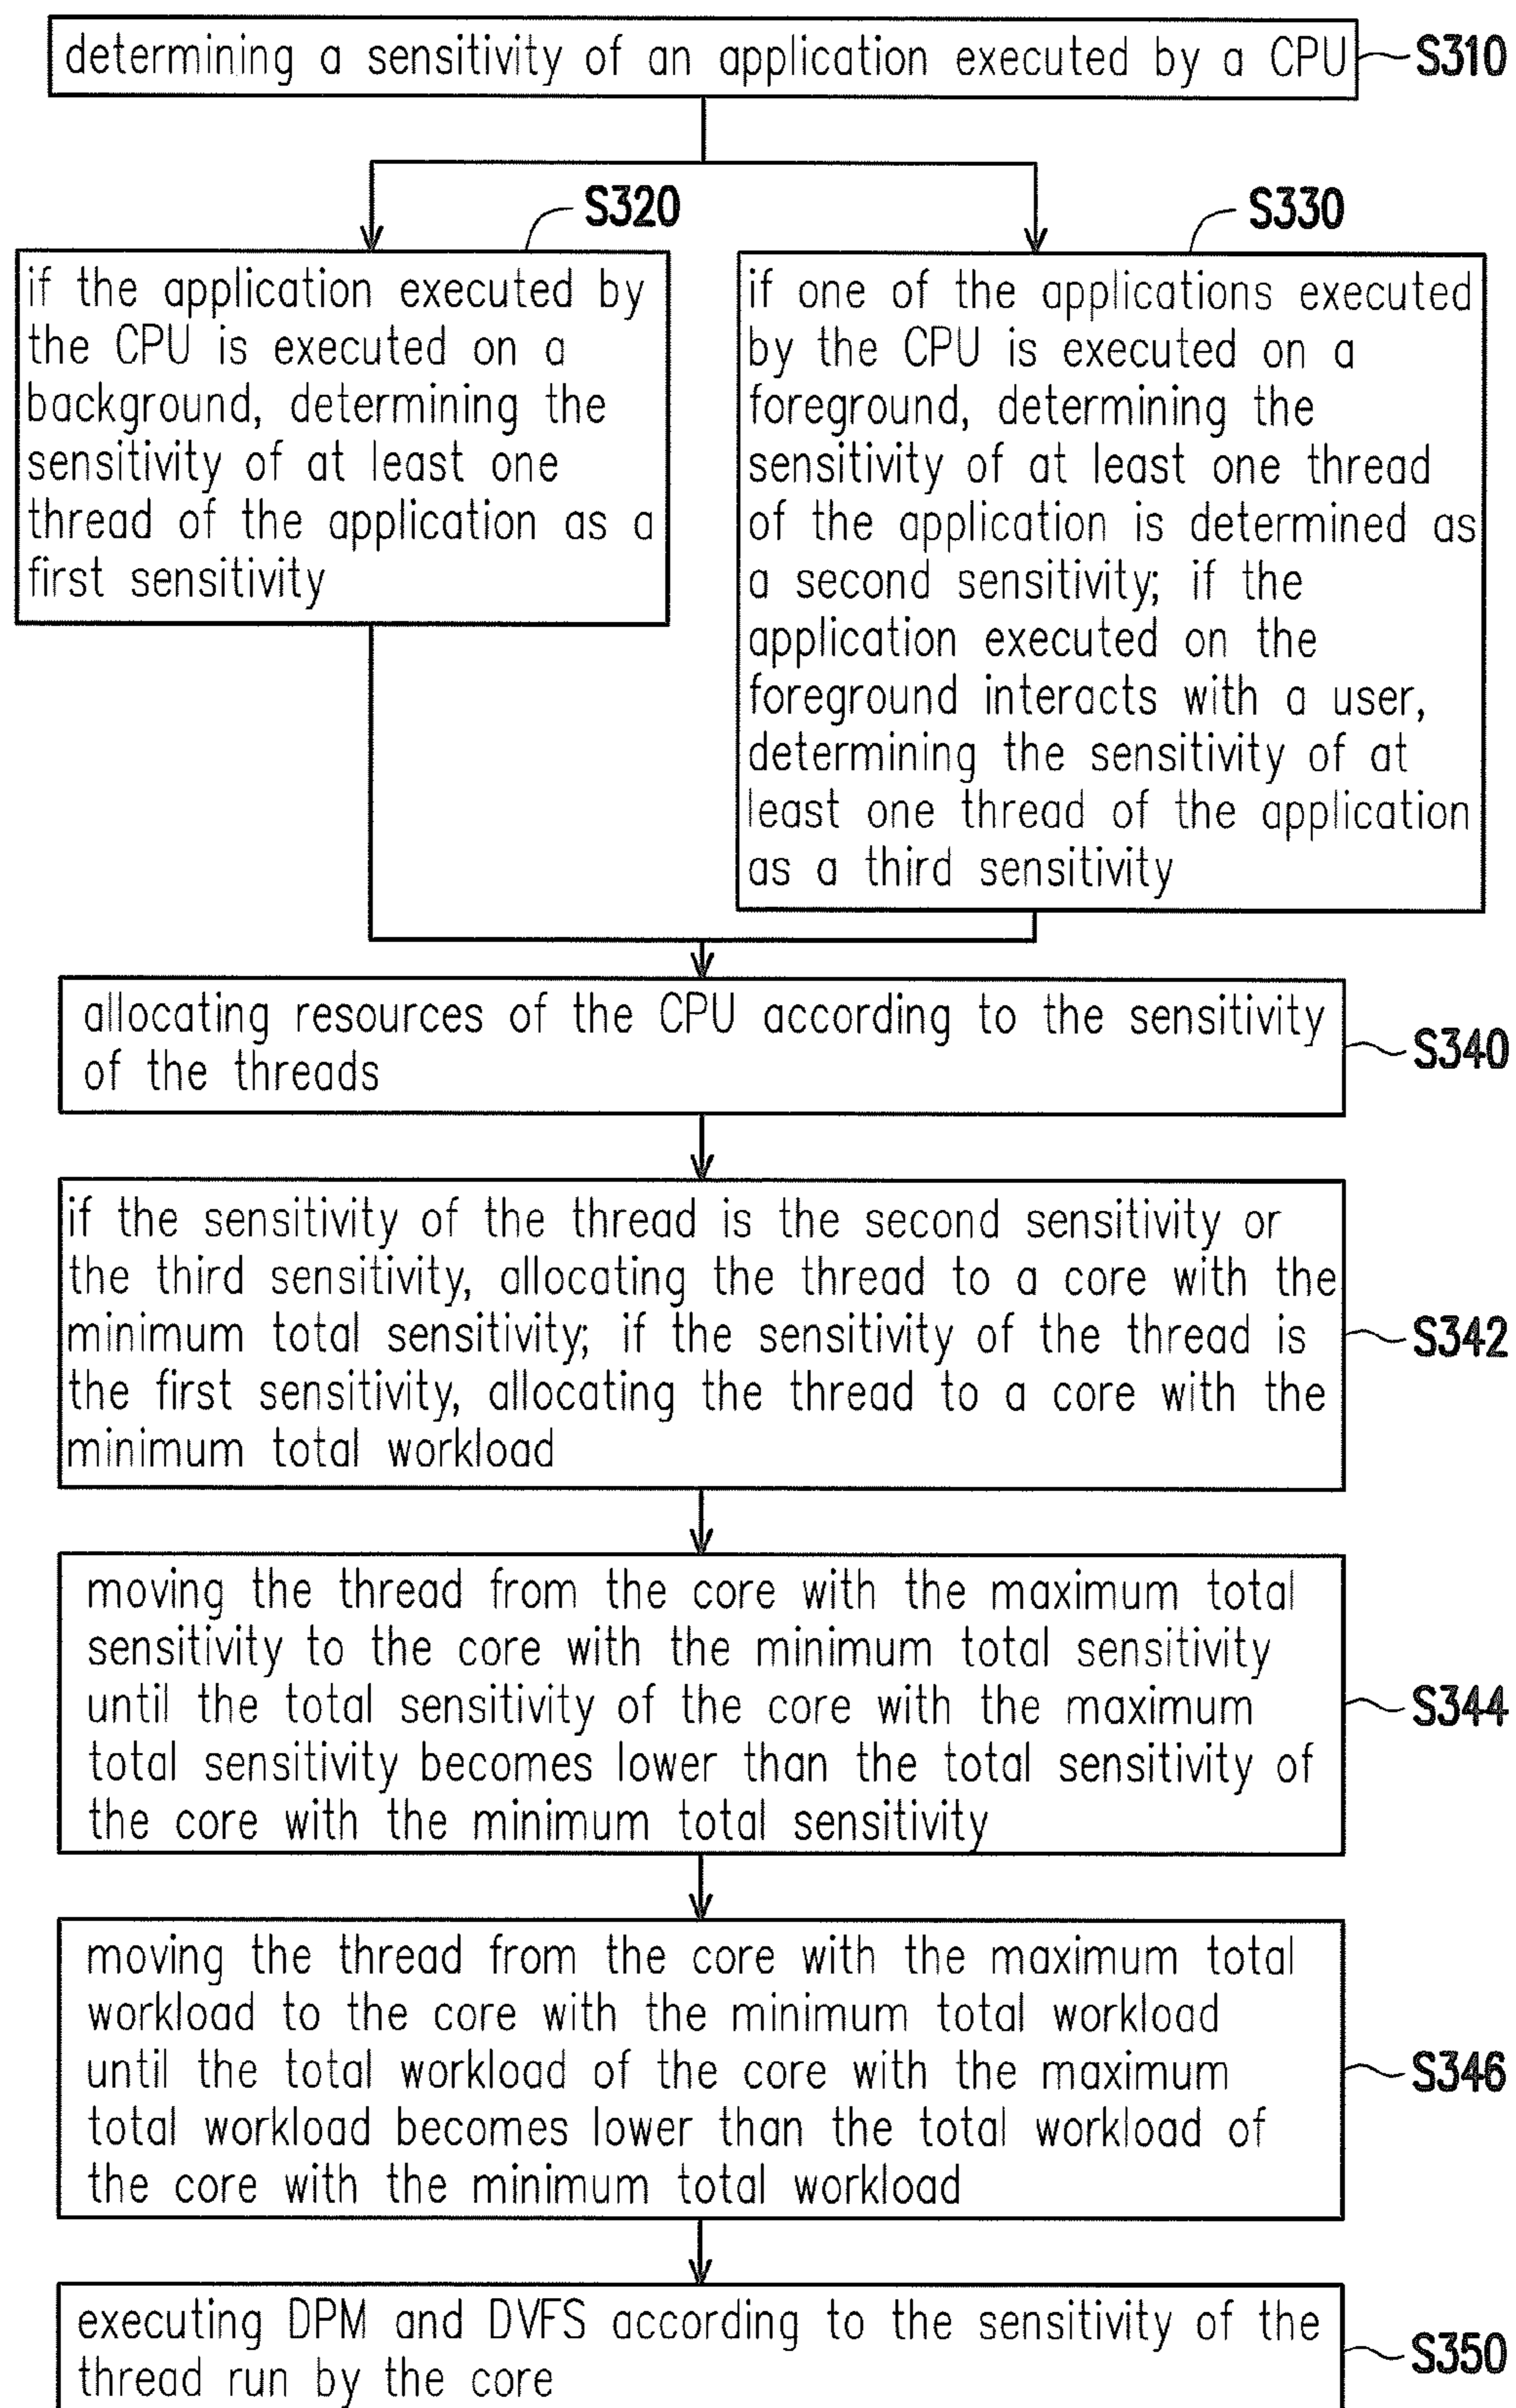 determining a sensitivity of an application executed by a CPU
S310
S320
if the application executed by
the CPU is executed on a
background, determining the
sensitivity of at least one
thread of the application as a
first sensitivity
S330
if one of the applications executed
by the CPU is executed on a
foreground, determining the
sensitivity of at least one thread
of the application is determined as
a second sensitivity; if the
application executed on the
foreground interacts with a user,
determining the sensitivity of at
least one thread of the application
as a third sensitivity
allocating resources of the CPU according to the sensitivity
of the threads
S340
if the sensitivity of the thread is the second sensitivity or
the third sensitivity, allocating the thread to a core with the
minimum total sensitivity; if the sensitivity of the thread is
the first sensitivity, allocating the thread to a core with the
minimum total workload
S342
moving the thread from the core with the maximum total
sensitivity to the core with the minimum total sensitivity
until the total sensitivity of the core with the maximum
total sensitivity becomes lower than the total sensitivity of
the core with the minimum total sensitivity
S344
moving the thread from the core with the maximum total
workload to the core with the minimum total workload
until the total workload of the core with the maximum
total workload becomes lower than the total workload of
the core with the minimum total workload
S346
executing DPM and DVFS according to the sensitivity of the
thread run by the core
S350